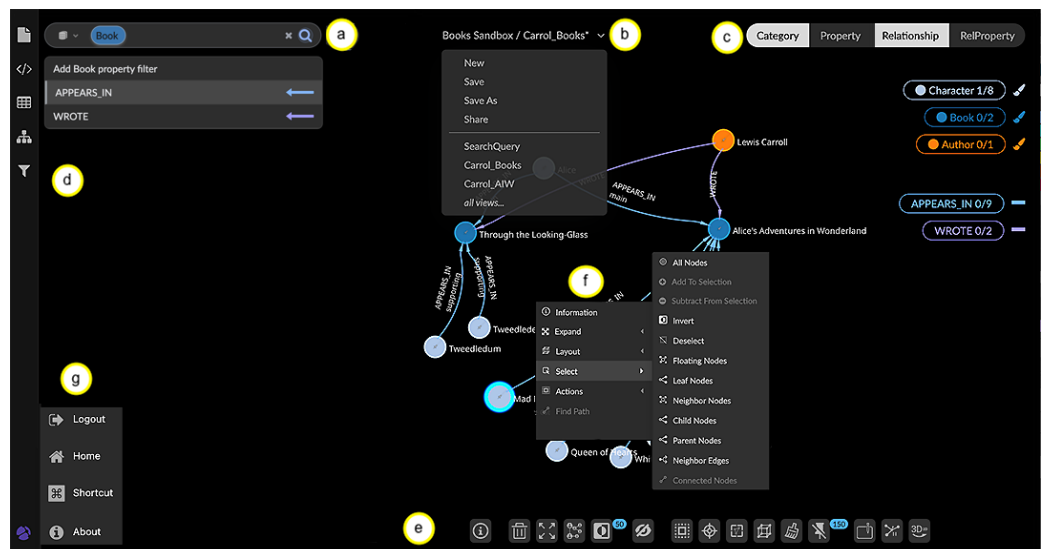 Book
a
Add Book property filter
APPEARS_IN
WROTE
d
Books Sandbox / Carrol_Books*
b
New
Save
Save As
Share
SearchQuery
Carrol_Books
Carrol_AIW
all views...
c
Category Property Relationship RelProperty
Character 1/8
Book 0/2
Author 0/1
APPEARS_IN 0/9
WROTE 0/2
Lewis Carroll
Alice
WROTE
WROTE
APPEARS_IN
main
Through the Looking-Glass
Alice's Adventures in Wonderland
APPEARS_IN
supporting
APPEARS_IN
supporting
Tweedledum
f
Information
Expand
Layout
Select
Actions
Find Path
All Nodes
Add To Selection
Subtract From Selection
Invert
Deselect
Floating Nodes
Leaf Nodes
Neighbor Nodes
Child Nodes
Parent Nodes
Neighbor Edges
Connected Nodes
Queen of Hearts
g
Logout
Home
Shortcut
About
e
50
150
3D